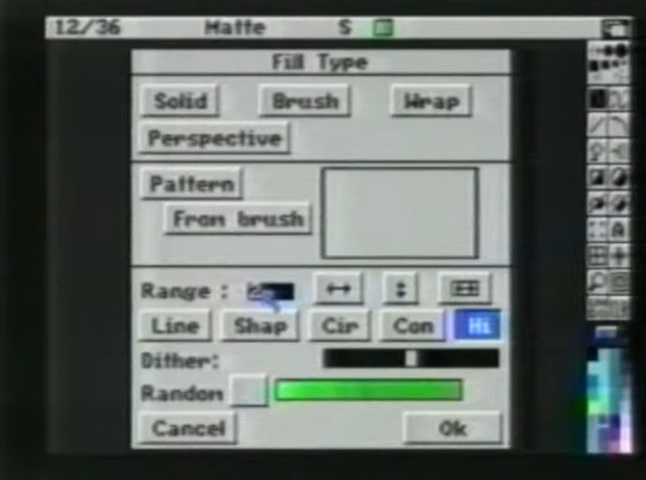 12/36 Matte S
Fill Type
Solid Brush Wrap
Perspective
Pattern
From brush
Range :
Line Shap Cir Con Hi
Dither:
Random
Cancel Ok
A